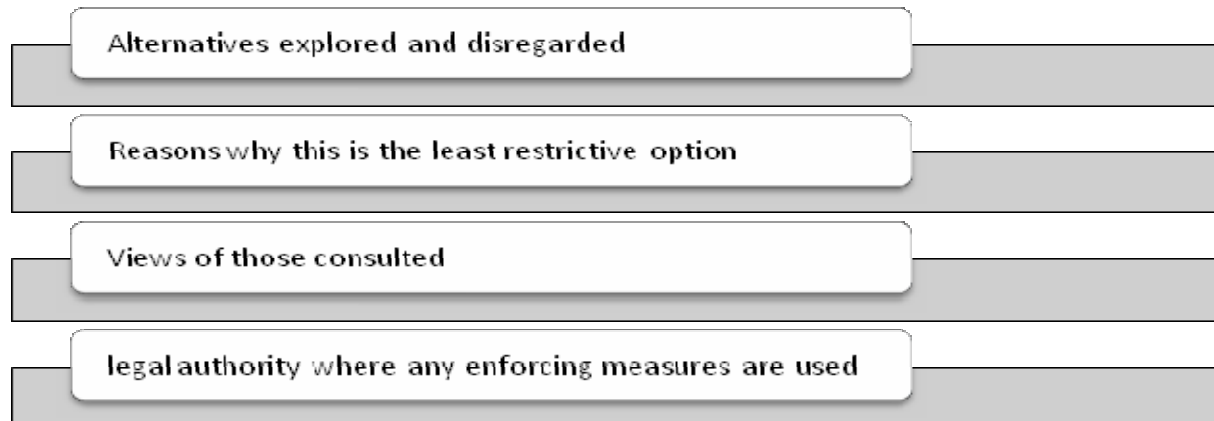 Alternatives explored and disregarded
Reasons why this is the least restrictive option
Views of those consulted
legal authority where any enforcing measures are used